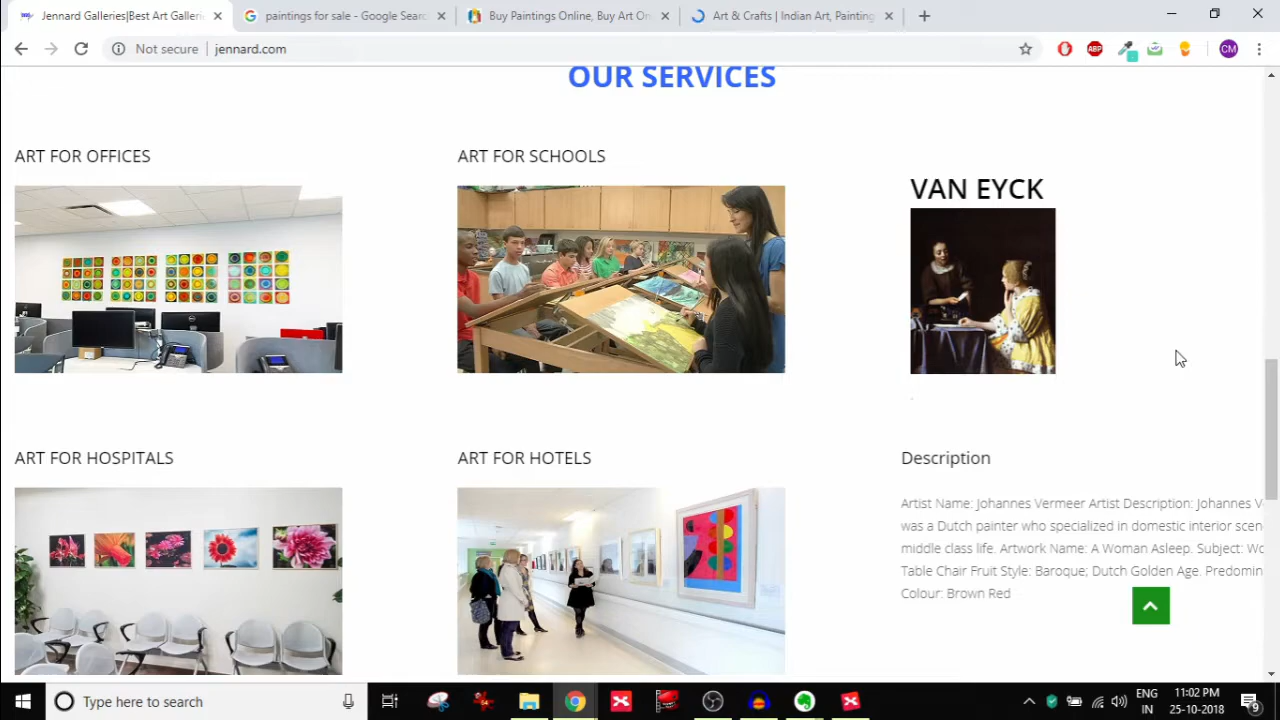 Jennard Galleries|Best Art Galleri
paintings for sale - Google Searc
Buy Paintings Online, Buy Art On
Art & Crafts | Indian Art, Painting
Not secure
jennard.com
ABP
CM
OUR SERVICES
ART FOR OFFICES
ART FOR SCHOOLS
VAN EYCK
ART FOR HOSPITALS
ART FOR HOTELS
Description
Artist Name: Johannes Vermeer Artist Description: Johannes V
was a Dutch painter who specialized in domestic interior scen
middle class life. Artwork Name: A Woman Asleep. Subject: Wo
Table Chair Fruit Style: Baroque; Dutch Golden Age. Predomin
Colour: Brown Red
Type here to search
ENG
IN
11:02 PM
25-10-2018
9